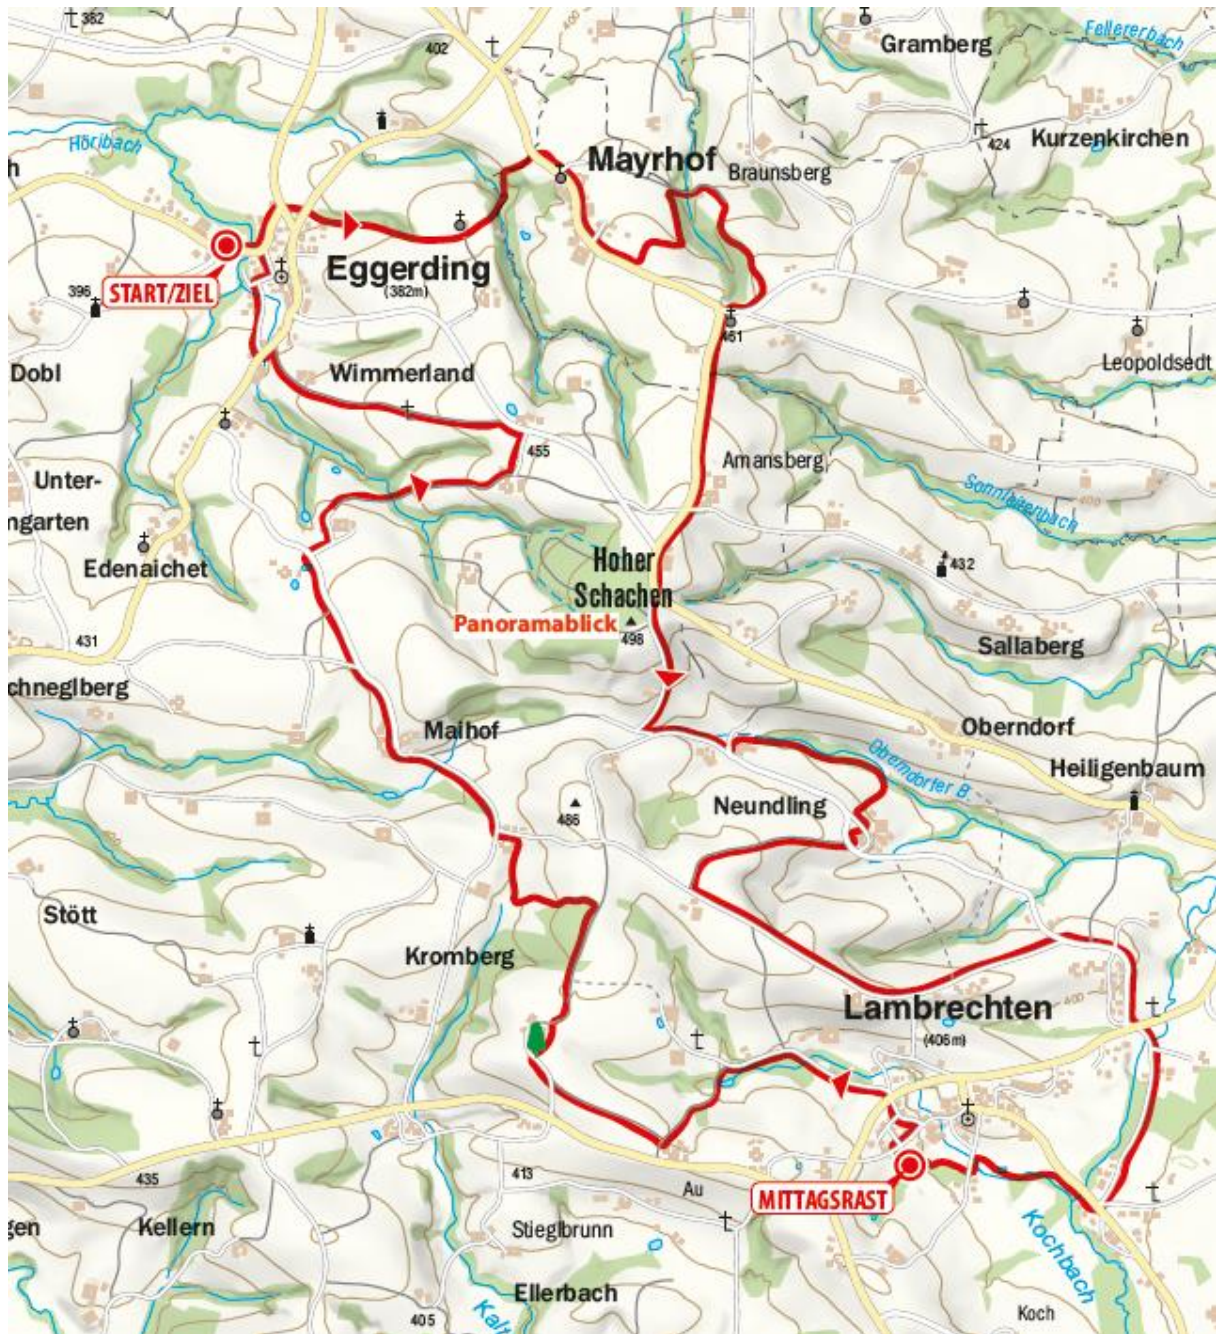 382
402
Gramberg
Fellererbach
Höribach
Mayrhof
Braunsberg
424
Kurzenkirchen
h
START/ZIEL
Eggerding
(382m)
396
461
Leopoldsedt
Dobl
Wimmerland
455
Amansberg
Unter-
mgarten
Edenaichet
Hoher
Schachen
400
432
Panoramablick
498
431
Sallaberg
chneglberg
Maihof
Oberndorf
Oberndorfer B.
Heiligenbaum
486
Neundling
Stött
Kromberg
400
Lambrechten
(406m)
435
413
Au
MITTAGSRAST
gen
Kellern
Stieglbrunn
Kochbach
Ellerbach
405
Kalt
Koch